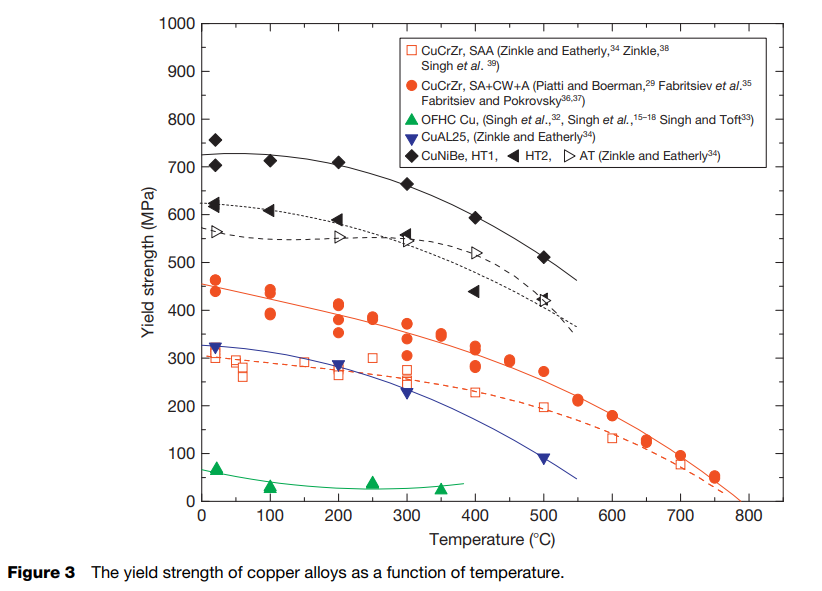 1000
900
800
700
600
500
400
300
200
100
0
Yield strength (MPa)
CuCrZr, SAA (Zinkle and Eatherly,34 Zinkle,38
Singh et al. 39)
CuCrZr, SA+CW+A (Piatti and Boerman,29 Fabritsiev et al.35
Fabritsiev and Pokrovsky36,37)
OFHC Cu, (Singh et al.,32, Singh et al.,15–18 Singh and Toft33)
CuAL25, (Zinkle and Eatherly34)
CuNiBe, HT1, HT2, AT (Zinkle and Eatherly34)
0 100 200 300 400 500 600 700 800
Temperature (°C)
Figure 3 The yield strength of copper alloys as a function of temperature.